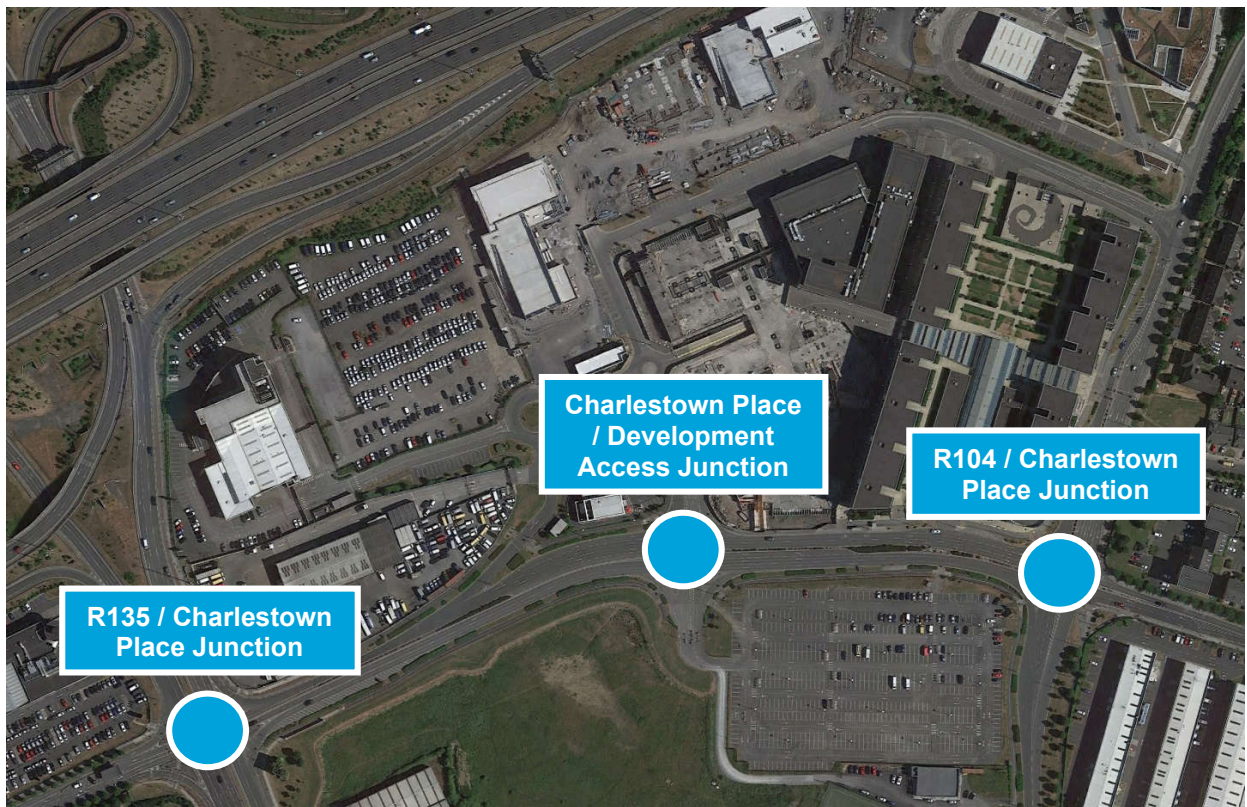 Charlestown Place
/ Development
Access Junction
R104 / Charlestown
Place Junction
R135 / Charlestown
Place Junction